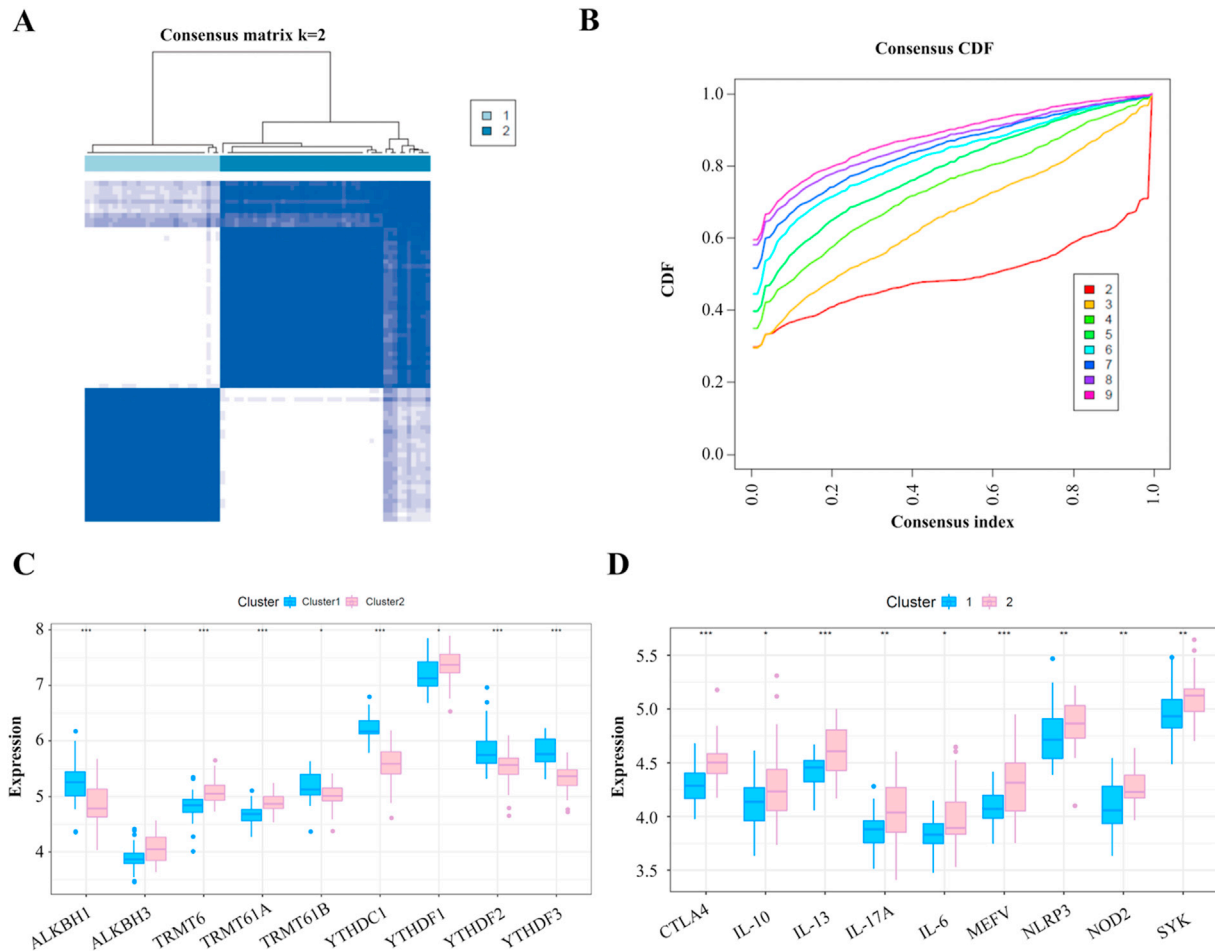 A
Consensus matrix k=2
1
2
B
Consensus CDF
CDF
1.0
0.8
0.6
0.4
0.2
0.0
2
3
4
5
6
7
8
9
0.0
0.2
0.4
0.6
0.8
1.0
Consensus index
C
Cluster Cluster1 Cluster2
Expression
8
7
6
5
4
*** * *** *** * *** * *** ***
ALKBH1 ALKBH3 TRMT6 TRMT61A TRMT61B YTHDC1 YTHDF1 YTHDF2 YTHDF3
D
Cluster 1 2
Expression
5.5
5.0
4.5
4.0
3.5
*** * *** ** * *** ** ** **
CTLA4 IL-10 IL-13 IL-17A IL-6 MEFV NLRP3 NOD2 SYK